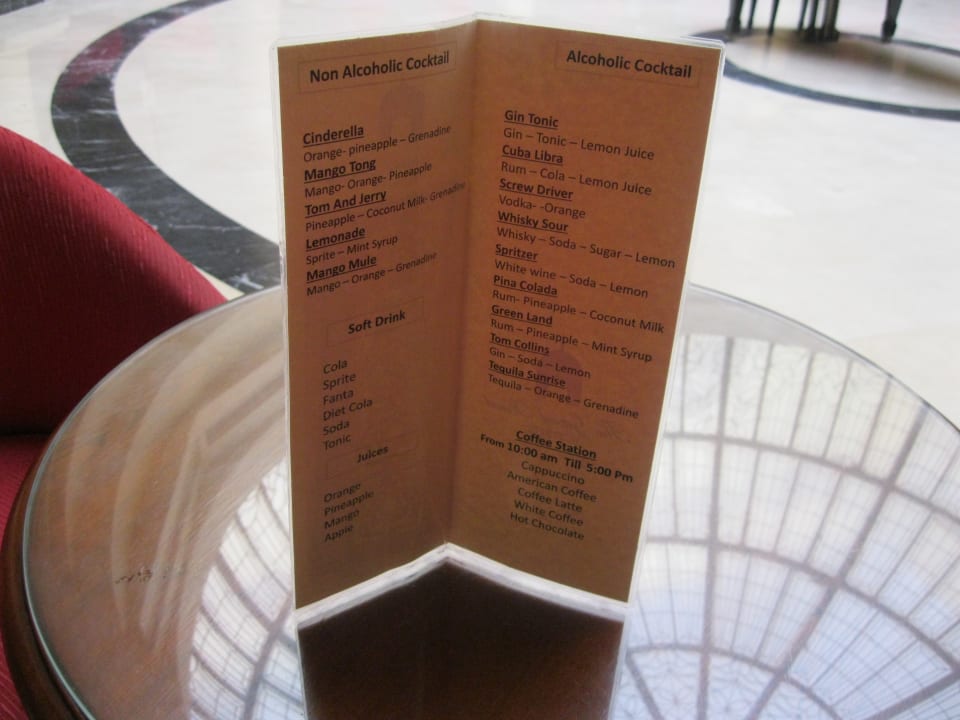 Non Alcoholic Cocktail
Cinderella
Orange- pineapple – Grenadine
Mango Tong
Mango- Orange- Pineapple
Tom And Jerry
Pineapple – Coconut Milk- Grenadine
Lemonade
Sprite – Mint Syrup
Mango Mule
Mango – Orange – Grenadine
Soft Drink
Cola
Sprite
Fanta
Diet Cola
Soda
Tonic
Juices
Orange
Pineapple
Mango
Apple
Alcoholic Cocktail
Gin Tonic
Gin – Tonic – Lemon Juice
Cuba Libra
Rum – Cola – Lemon Juice
Screw Driver
Vodka- -Orange
Whisky Sour
Whisky – Soda – Sugar – Lemon
Spritzer
White wine – Soda – Lemon
Pina Colada
Rum- Pineapple – Coconut Milk
Green Land
Rum – Pineapple – Mint Syrup
Tom Collins
Gin – Soda – Lemon
Tequila Sunrise
Tequila – Orange – Grenadine
Coffee Station
From 10:00 am Till 5:00 Pm
Cappuccino
American Coffee
Coffee Latte
White Coffee
Hot Chocolate